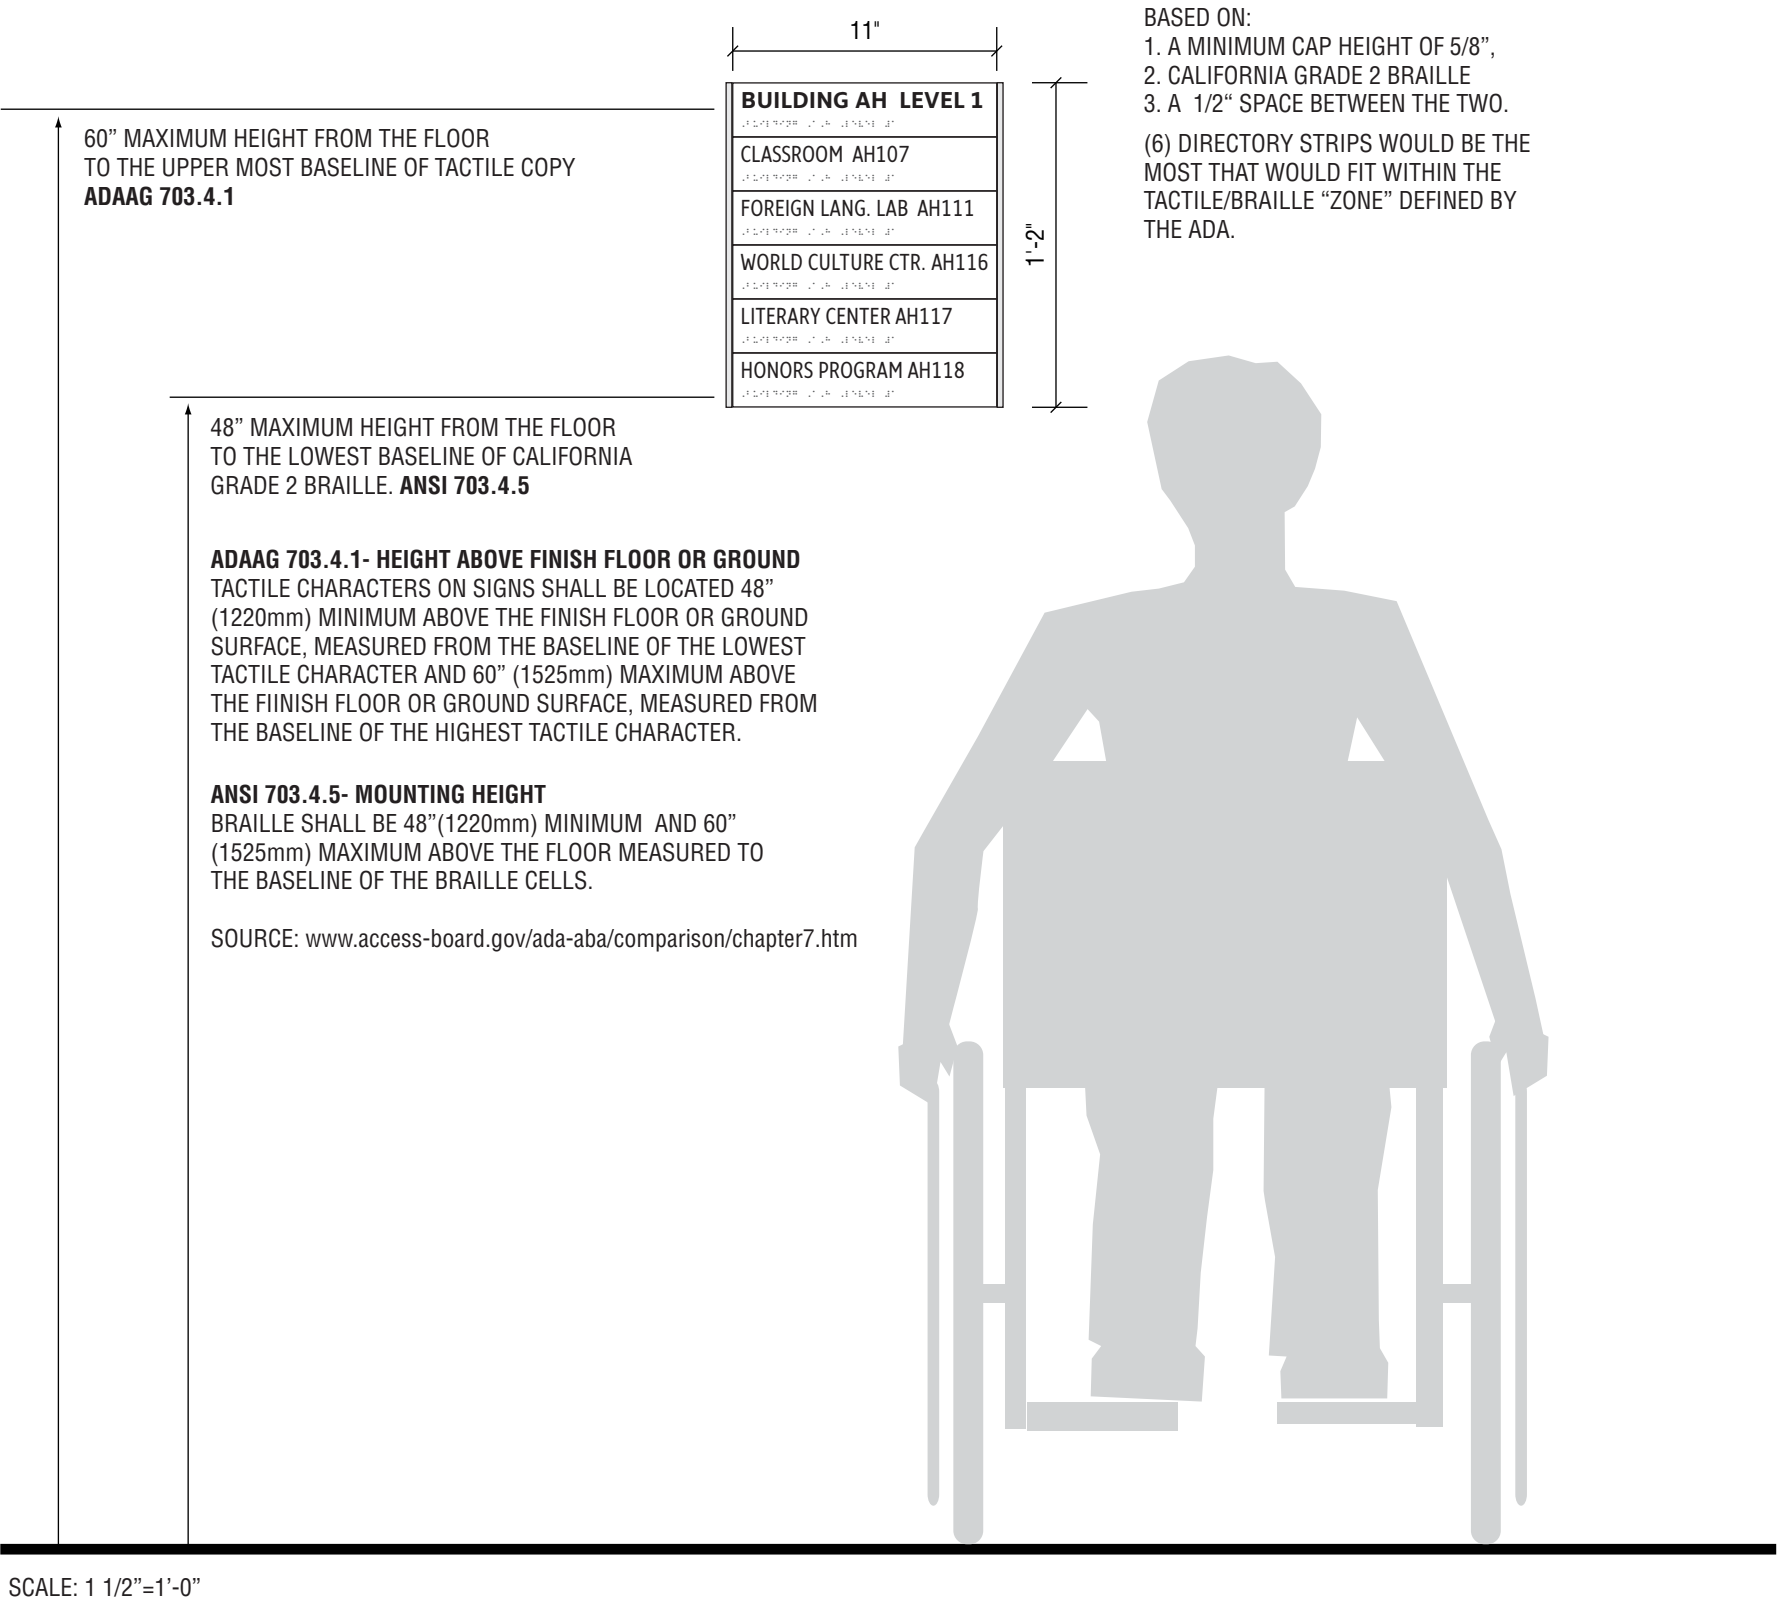 11"
BASED ON:
1. A MINIMUM CAP HEIGHT OF 5/8”,
2. CALIFORNIA GRADE 2 BRAILLE
3. A  1/2“ SPACE BETWEEN THE TWO.
(6) DIRECTORY STRIPS WOULD BE THE
MOST THAT WOULD FIT WITHIN THE
TACTILE/BRAILLE “ZONE” DEFINED BY
THE ADA.
BUILDING AH  LEVEL 1
CLASSROOM  AH107
FOREIGN LANG. LAB  AH111
WORLD CULTURE CTR. AH116
LITERARY CENTER AH117
HONORS PROGRAM AH118
1'-2"
60” MAXIMUM HEIGHT FROM THE FLOOR
TO THE UPPER MOST BASELINE OF TACTILE COPY
ADAAG 703.4.1
48” MAXIMUM HEIGHT FROM THE FLOOR
TO THE LOWEST BASELINE OF CALIFORNIA
GRADE 2 BRAILLE. ANSI 703.4.5
ADAAG 703.4.1- HEIGHT ABOVE FINISH FLOOR OR GROUND
TACTILE CHARACTERS ON SIGNS SHALL BE LOCATED 48”
(1220mm) MINIMUM ABOVE THE FINISH FLOOR OR GROUND
SURFACE, MEASURED FROM THE BASELINE OF THE LOWEST
TACTILE CHARACTER AND 60” (1525mm) MAXIMUM ABOVE
THE FIINISH FLOOR OR GROUND SURFACE, MEASURED FROM
THE BASELINE OF THE HIGHEST TACTILE CHARACTER.
ANSI 703.4.5- MOUNTING HEIGHT
BRAILLE SHALL BE 48”(1220mm) MINIMUM  AND 60”
(1525mm) MAXIMUM ABOVE THE FLOOR MEASURED TO
THE BASELINE OF THE BRAILLE CELLS.
SOURCE: www.access-board.gov/ada-aba/comparison/chapter7.htm
SCALE: 1 1/2”=1’-0”